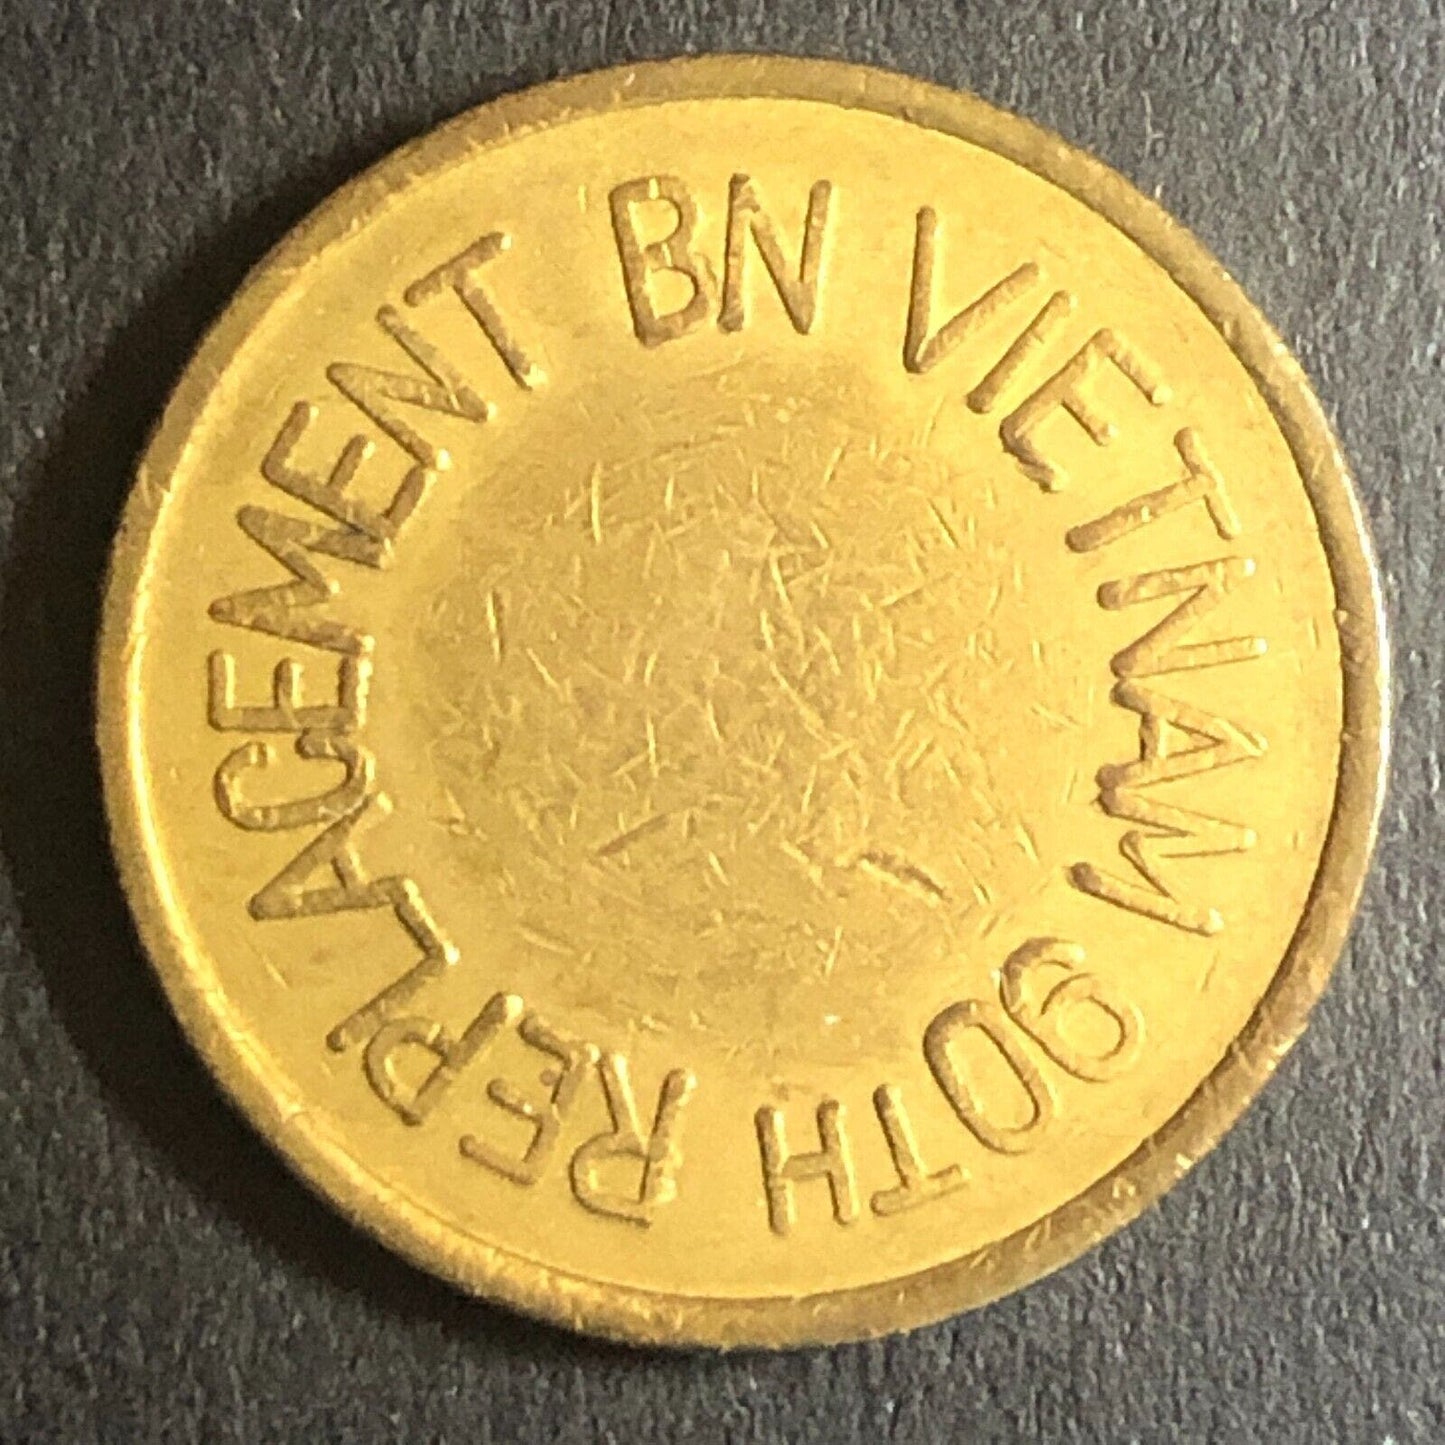 90TH REPLACEMENT BN VIETNAM